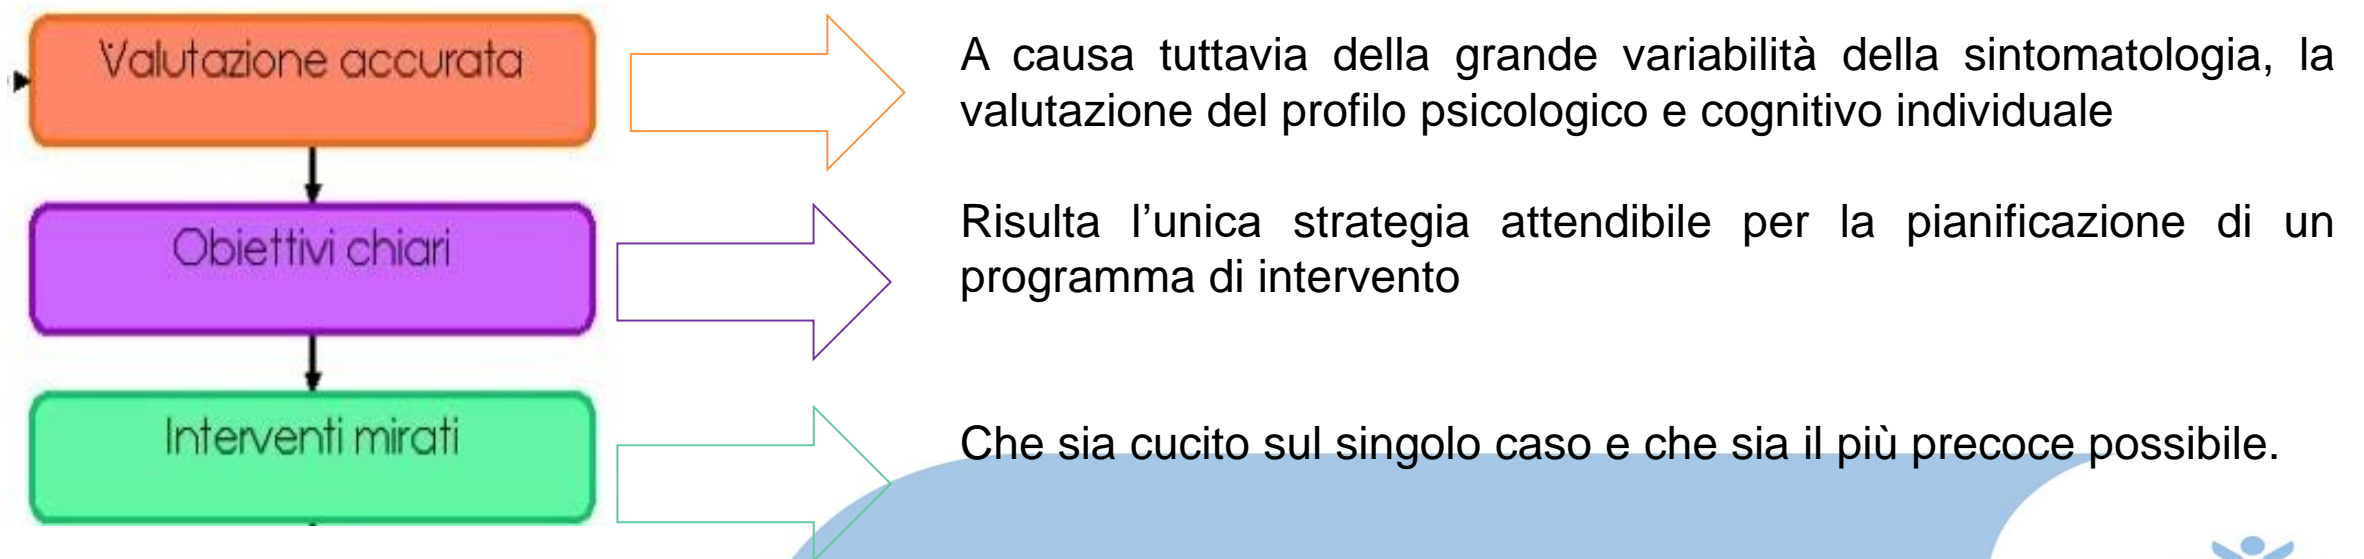 Valutazione accurata
A causa tuttavia della grande variabilità della sintomatologia, la
valutazione del profilo psicologico e cognitivo individuale
Obiettivi chiari
Risulta l’unica strategia attendibile per la pianificazione di un
programma di intervento
Interventi mirati
Che sia cucito sul singolo caso e che sia il più precoce possibile.